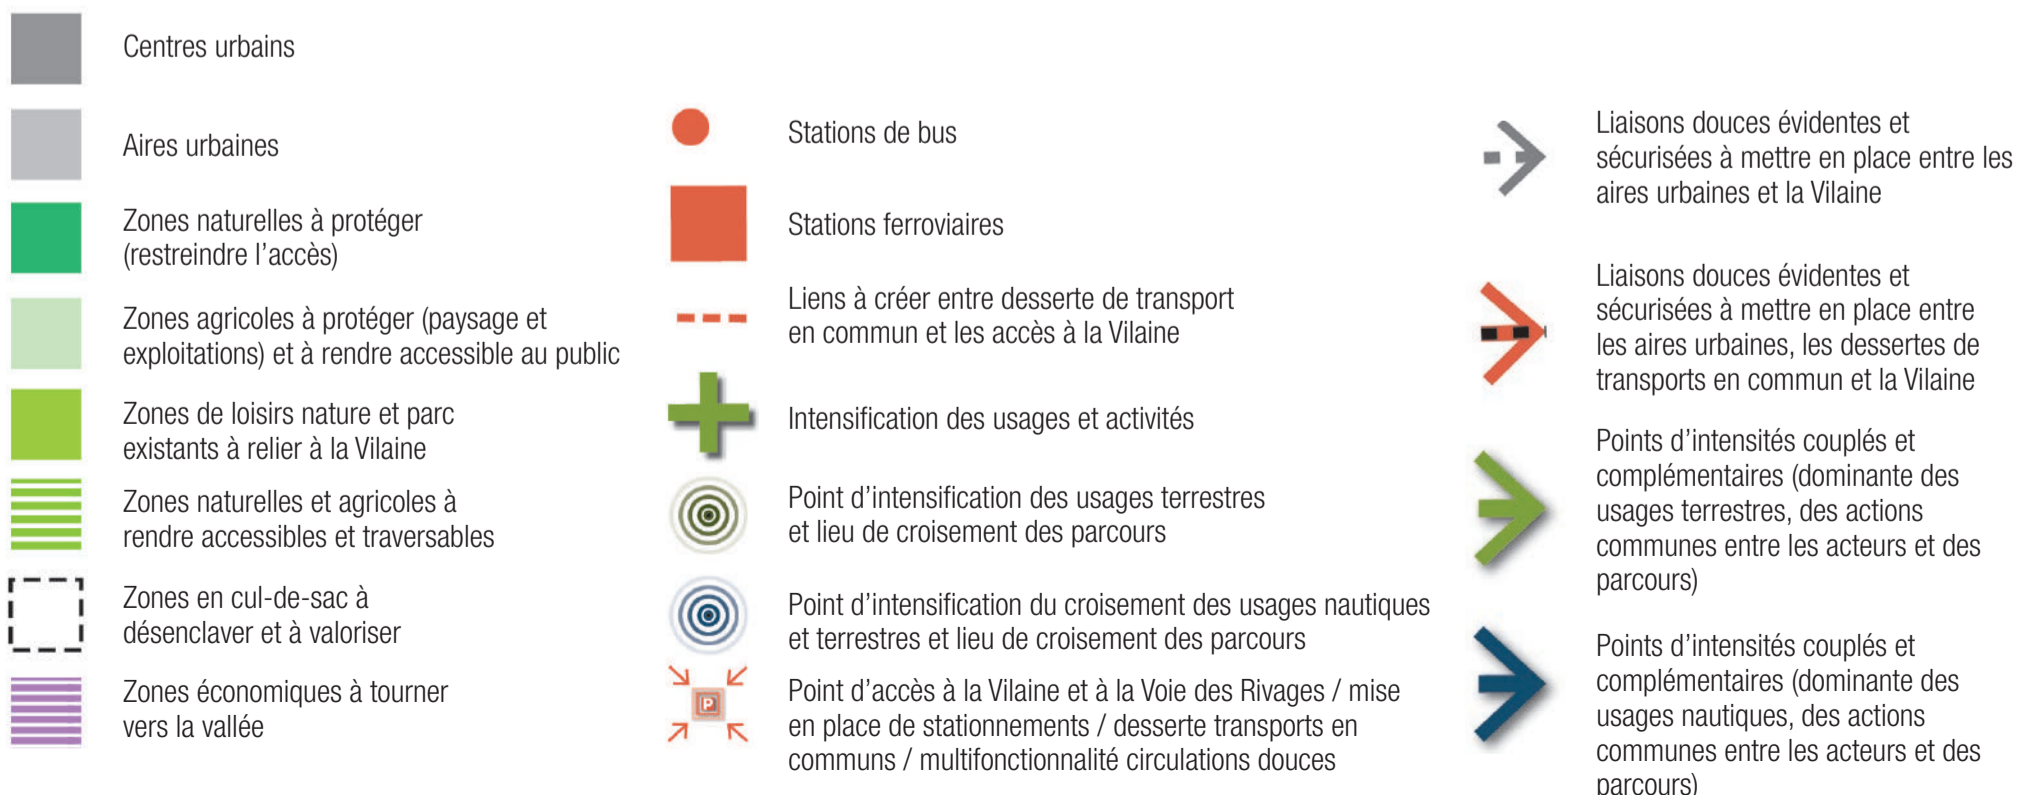 Centres urbains
Aires urbaines
Zones naturelles à protéger
(restreindre l'accès)
Zones agricoles à protéger (paysage et
exploitations) et à rendre accessible au public
Zones de loisirs nature et parc
existants à relier à la Vilaine
Zones naturelles et agricoles à
rendre accessibles et traversables
Zones en cul-de-sac à
désenclaver et à valoriser
Zones économiques à tourner
vers la vallée
Stations de bus
Stations ferroviaires
Liens à créer entre desserte de transport
en commun et les accès à la Vilaine
Intensification des usages et activités
Point d'intensification des usages terrestres
et lieu de croisement des parcours
Point d'intensification du croisement des usages nautiques
et terrestres et lieu de croisement des parcours
P
Point d'accès à la Vilaine et à la Voie des Rivages / mise
en place de stationnements / desserte transports en
communs / multifonctionnalité circulations douces
Liaisons douces évidentes et
sécurisées à mettre en place entre les
aires urbaines et la Vilaine
Liaisons douces évidentes et
sécurisées à mettre en place entre
les aires urbaines, les dessertes de
transports en commun et la Vilaine
Points d'intensités couplés et
complémentaires (dominante des
usages terrestres, des actions
communes entre les acteurs et des
parcours)
Points d'intensités couplés et
complémentaires (dominante des
usages nautiques, des actions
communes entre les acteurs et des
parcours)